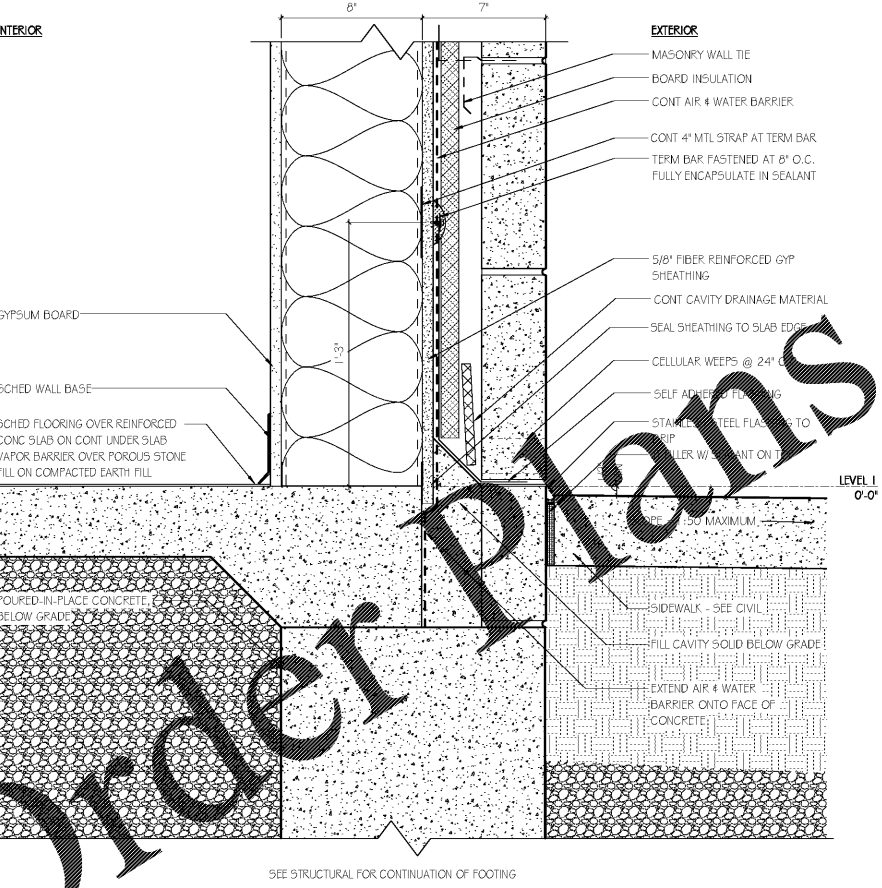 8"
7"
NTERIOR
EXTERIOR
MASONRY WALL TIE
BOARD INSULATION
CONT AIR & WATER BARRIER
CONT 4" MTL STRAP AT TERM BAR
TERM BAR FASTENED AT 8" O.C.
FULLY ENCAPSULATE IN SEALANT
5/8" FIBER REINFORCED GYP
SHEATHING
CONT CAVITY DRAINAGE MATERIAL
GYPSUM BOARD
SEAL SHEATHING TO SLAB EDGE
1'-3"
CELLULAR WEEPS @ 24"
SCHED WALL BASE
SELF ADHERED FLASHING
SCHED FLOORING OVER REINFORCED
CONC SLAB ON CONT UNDER SLAB
VAPOR BARRIER OVER POROUS STONE
FILL ON COMPACTED EARTH FILL
STAINLESS STEEL FLASHING TO
DRIP
FILLER W/ SEALANT ON
LEVEL 1
0'-0"
MAXIMUM
POURED-IN-PLACE CONCRETE,
BELOW GRADE
SIDEWALK - SEE CIVIL
FILL CAVITY SOLID BELOW GRADE
EXTEND AIR & WATER
BARRIER ONTO FACE OF
CONCRETE
SEE STRUCTURAL FOR CONTINUATION OF FOOTING
Order Plans